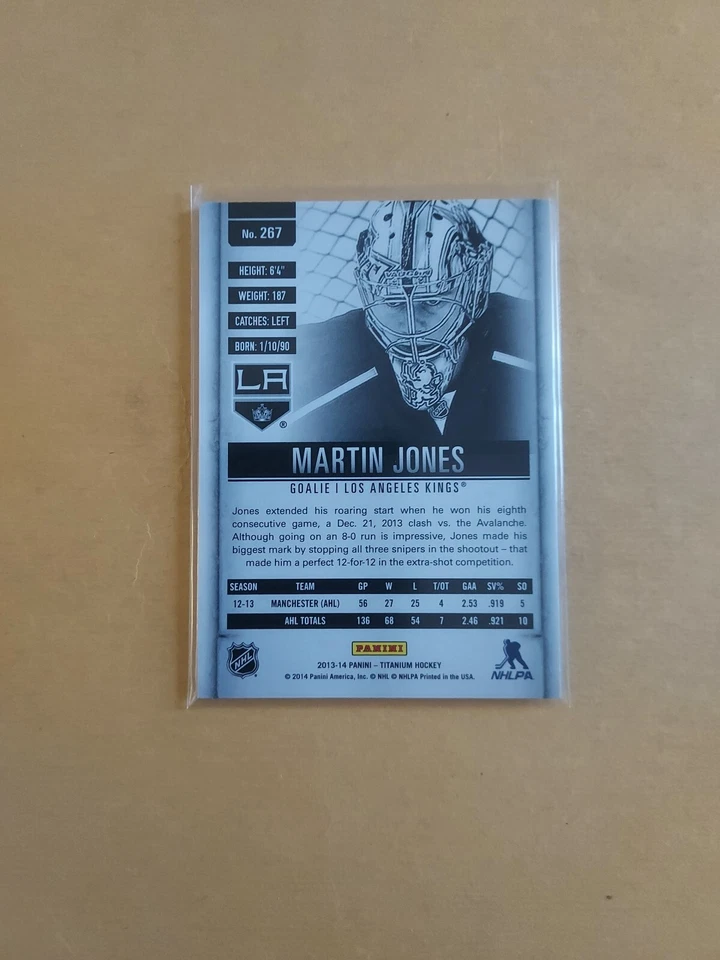 No. 267
HEIGHT: 6'4"
WEIGHT: 187
CATCHES: LEFT
BORN: 1/10/90
LA
®
MARTIN JONES
GOALIE | LOS ANGELES KINGS®
Jones extended his roaring start when he won his eighth
consecutive game, a Dec. 21, 2013 clash vs. the Avalanche.
Although going on an 8-0 run is impressive, Jones made his
biggest mark by stopping all three snipers in the shootout – that
made him a perfect 12-for-12 in the extra-shot competition.
SEASON TEAM GP W L T/OT GAA SV% SO
12-13 MANCHESTER (AHL) 56 27 25 4 2.53 .919 5
AHL TOTALS 136 68 54 7 2.46 .921 10
PANINI
NHL
2013-14 PANINI – TITANIUM HOCKEY
© 2014 Panini America, Inc. © NHL © NHLPA Printed in the USA.
NHLPA